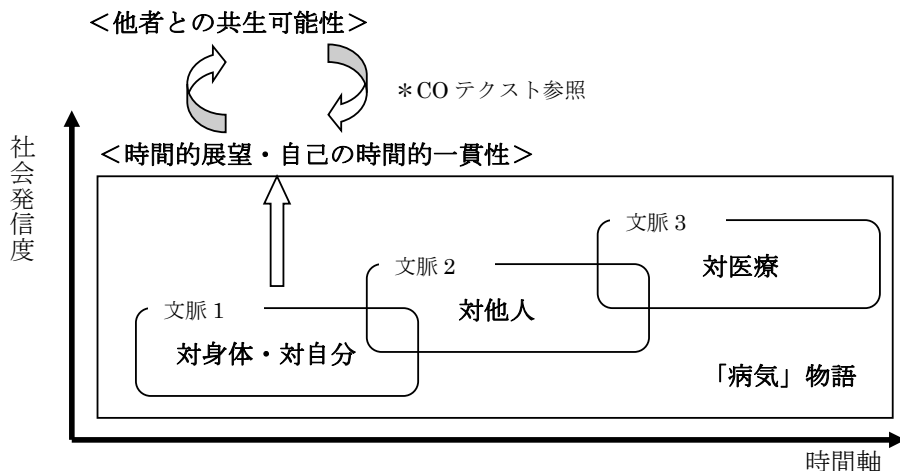 ＜他者との共生可能性＞
＊CO テクスト参照
社会発信度
＜時間的展望・自己の時間的一貫性＞
文脈 3
対医療
文脈 2
対他人
文脈 1
対身体・対自分
「病気」物語
時間軸